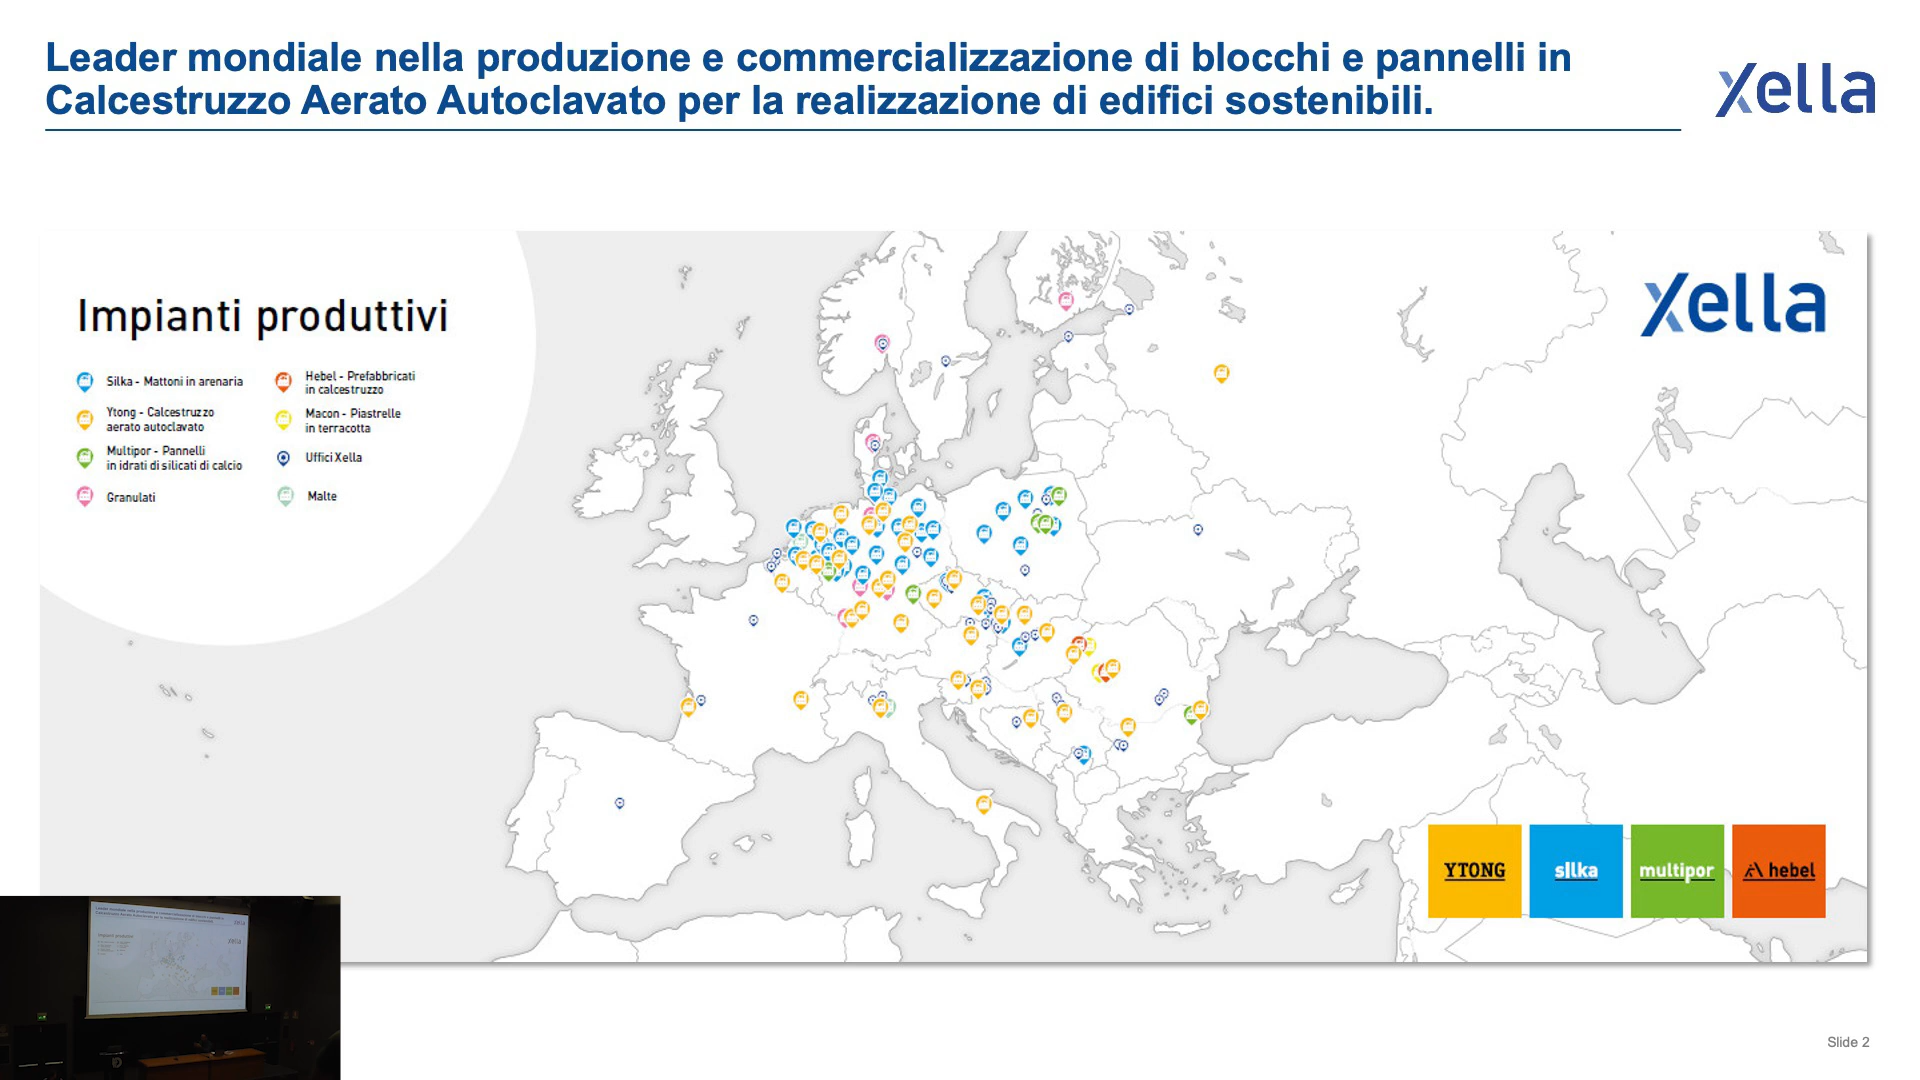 Leader mondiale nella produzione e commercializzazione di blocchi e pannelli in
Calcestruzzo Aerato Autoclavato per la realizzazione di edifici sostenibili.
xella
Impianti produttivi
xella
Silka - Mattoni in arenaria
Ytong - Calcestruzzo
aerato autoclavato
Multipor - Pannelli
in idrati di silicati di calcio
Granulati
Hebel - Prefabbricati
in calcestruzzo
Macon - Piastrelle
in terracotta
Uffici Xella
Malte
YTONG
sılka
multipor
hebel
Slide 2